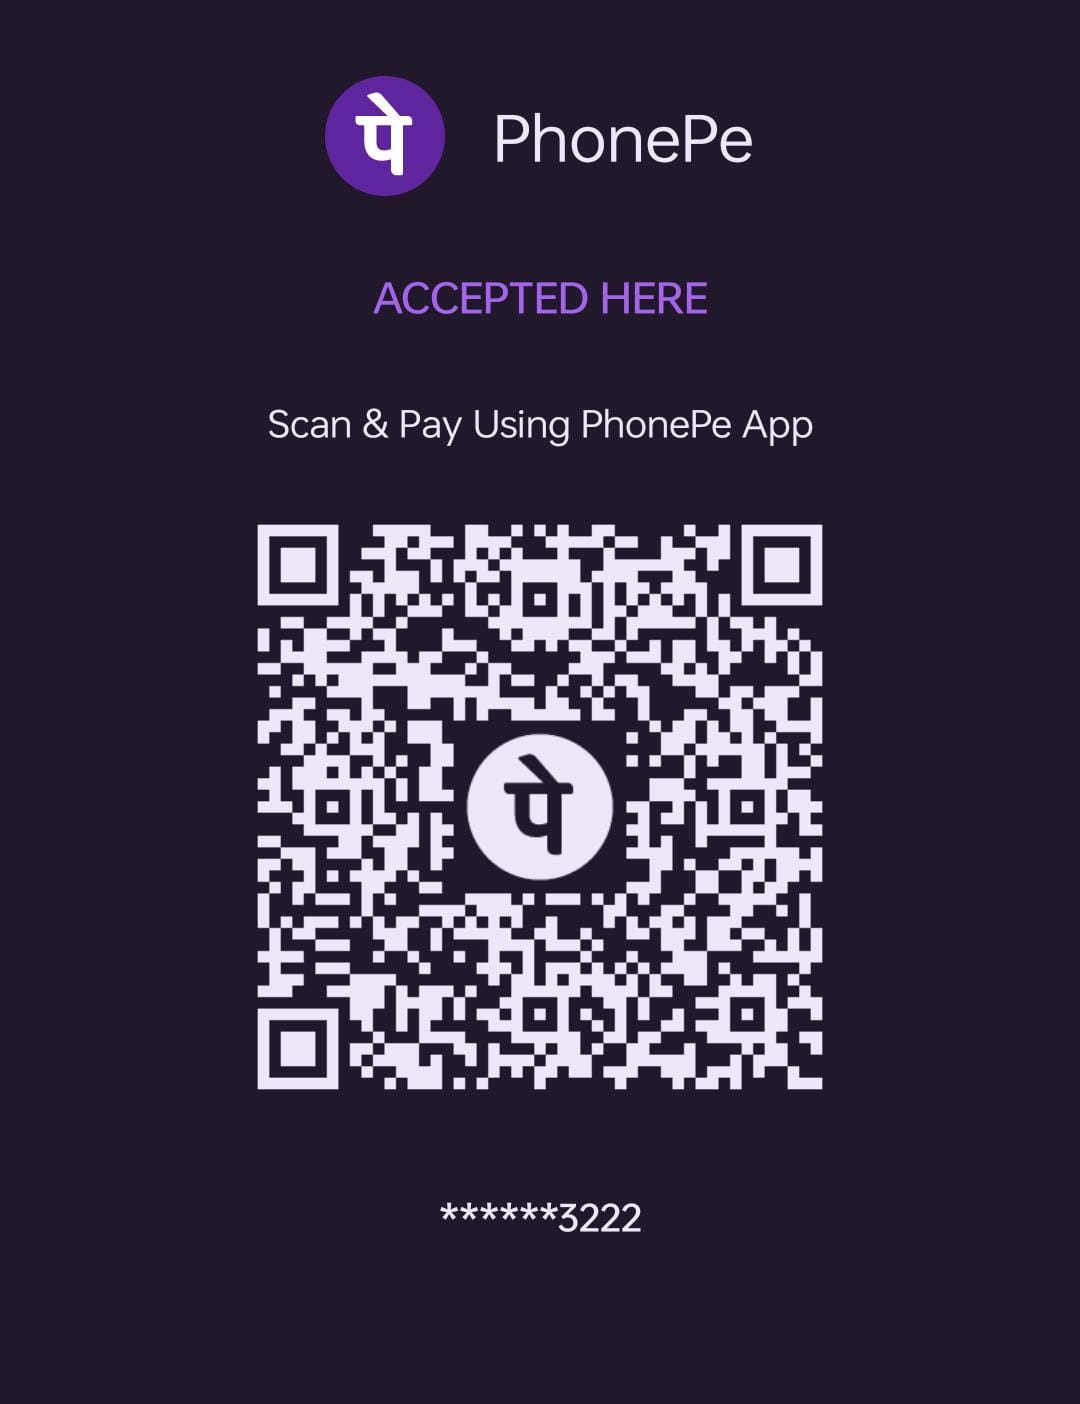 पे PhonePe
ACCEPTED HERE
Scan & Pay Using PhonePe App
पे
******3222